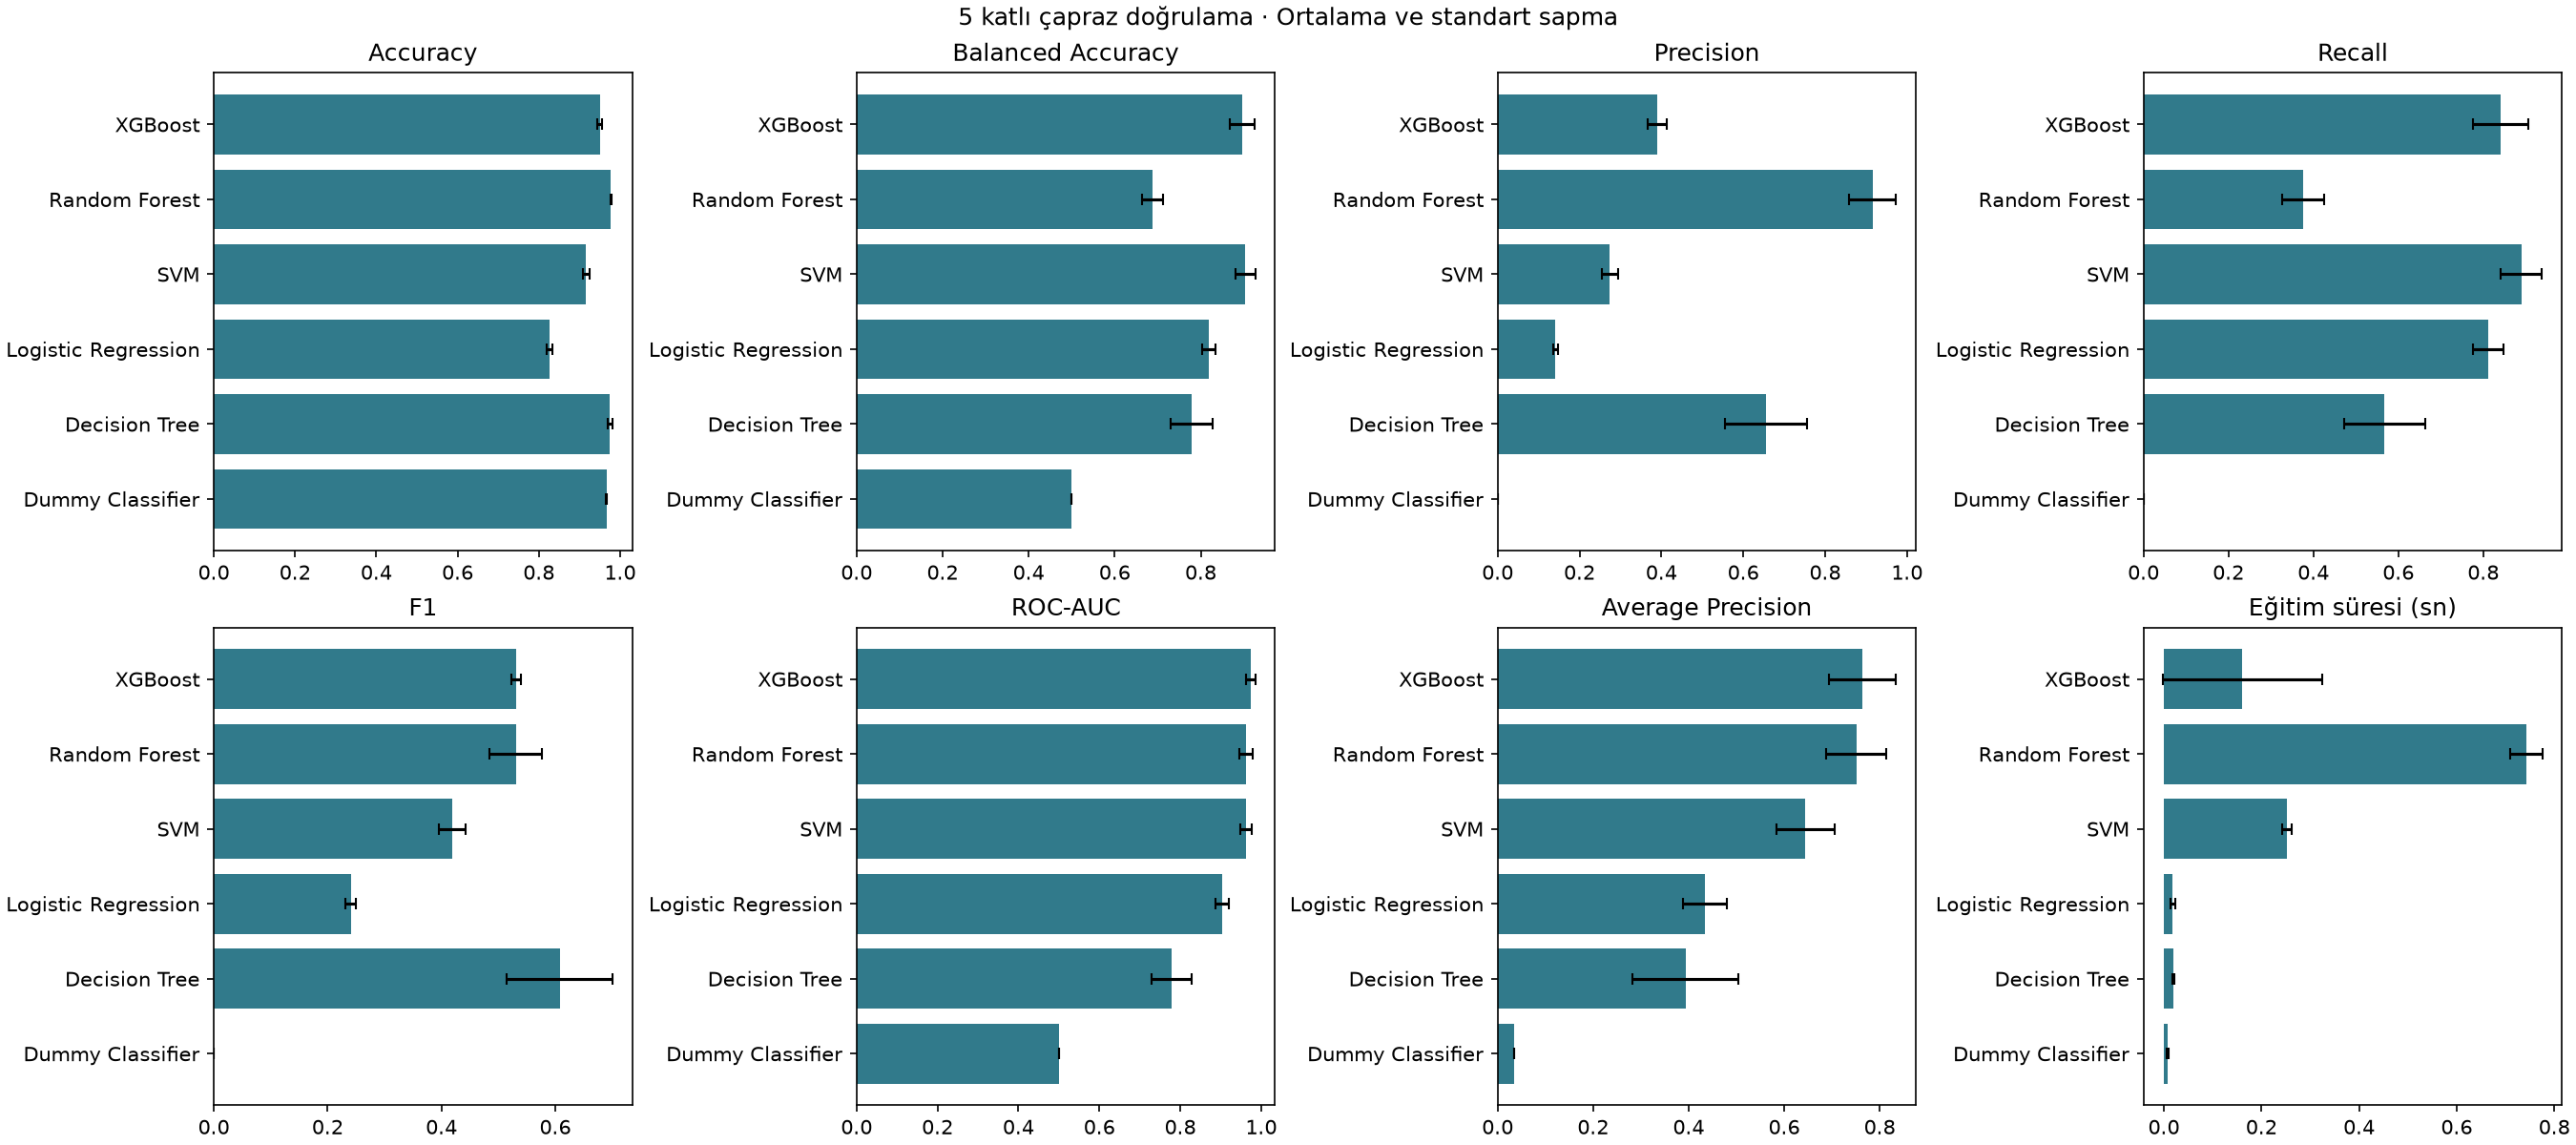 5 katlı çapraz doğrulama · Ortalama ve standart sapma
Accuracy
XGBoost
Random Forest
SVM
Logistic Regression
Decision Tree
Dummy Classifier
0.0 0.2 0.4 0.6 0.8 1.0
Balanced Accuracy
XGBoost
Random Forest
SVM
Logistic Regression
Decision Tree
Dummy Classifier
0.0 0.2 0.4 0.6 0.8
Precision
XGBoost
Random Forest
SVM
Logistic Regression
Decision Tree
Dummy Classifier
0.0 0.2 0.4 0.6 0.8 1.0
Recall
XGBoost
Random Forest
SVM
Logistic Regression
Decision Tree
Dummy Classifier
0.0 0.2 0.4 0.6 0.8
F1
XGBoost
Random Forest
SVM
Logistic Regression
Decision Tree
Dummy Classifier
0.0 0.2 0.4 0.6
ROC-AUC
XGBoost
Random Forest
SVM
Logistic Regression
Decision Tree
Dummy Classifier
0.0 0.2 0.4 0.6 0.8 1.0
Average Precision
XGBoost
Random Forest
SVM
Logistic Regression
Decision Tree
Dummy Classifier
0.0 0.2 0.4 0.6 0.8
Eğitim süresi (sn)
XGBoost
Random Forest
SVM
Logistic Regression
Decision Tree
Dummy Classifier
0.0 0.2 0.4 0.6 0.8